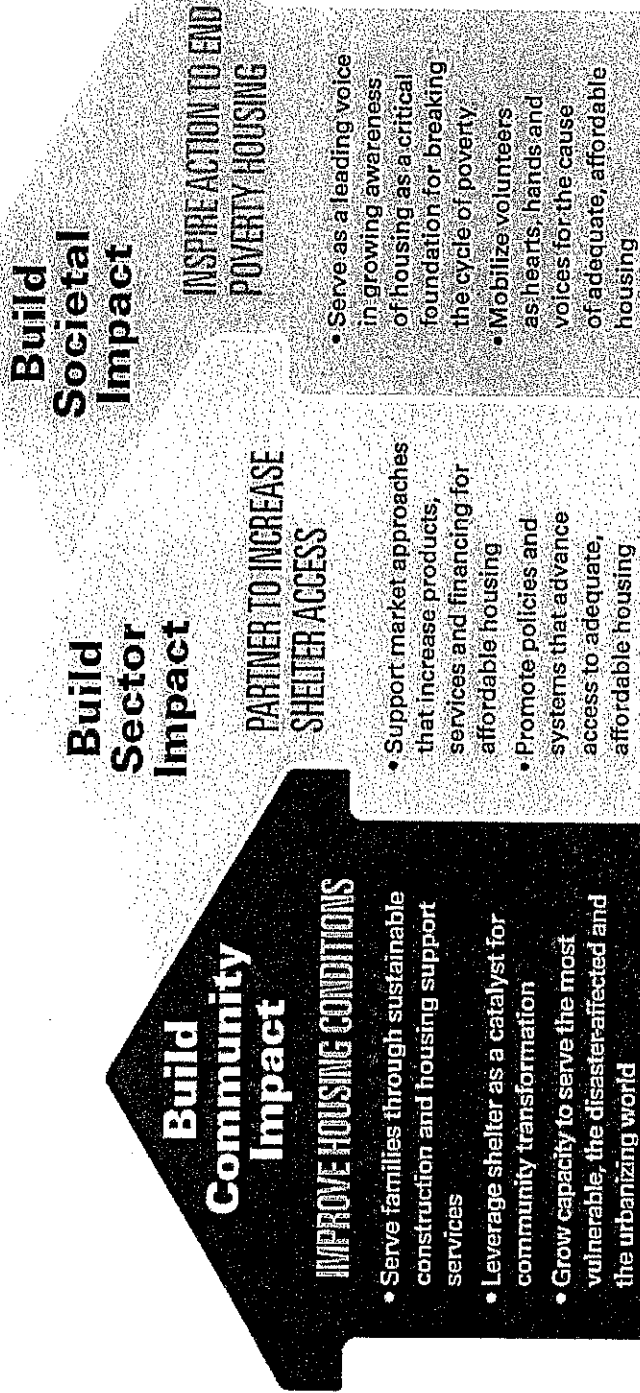 Build
Community
Impact
IMPROVE HOUSING CONDITIONS
• Serve families through sustainable
construction and housing support
services
• Leverage shelter as a catalyst for
community transformation
• Grow capacity to serve the most
vulnerable, the disaster-affected and
the urbanizing world
Build
Sector
Impact
PARTNER TO INCREASE
SHELTER ACCESS
• Support market approaches
that increase products,
services and financing for
affordable housing
• Promote policies and
systems that advance
access to adequate,
affordable housing
Build
Societal
Impact
INSPIRE ACTION TO END
POVERTY HOUSING
• Serve as a leading voice
in growing awareness
of housing as a critical
foundation for breaking
the cycle of poverty
• Mobilize volunteers
as hearts, hands and
voices for the cause
of adequate, affordable
housing